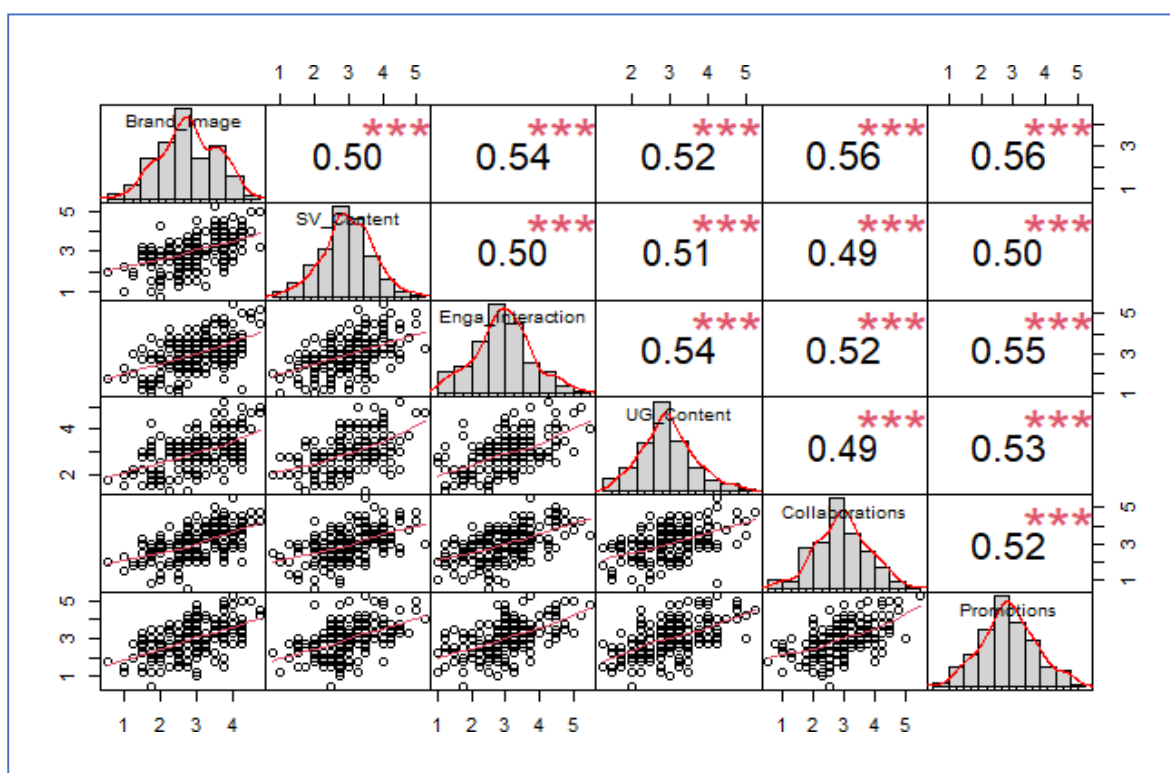 1 2 3 4 5 2 3 4 5 1 2 3 4 5
Brand_Image *** *** *** *** ***
0.50 0.54 0.52 0.56 0.56 3
1
5 SV_Content *** *** *** ***
3 0.50 0.51 0.49 0.50
1
Enga_Interaction *** *** *** 5
0.54 0.52 0.55 3
1
4 UG_Content *** ***
2 0.49 0.53
Collaborations *** 5
0.52 3
1
5 Promotions
3
1
1 2 3 4 1 2 3 4 5 1 2 3 4 5